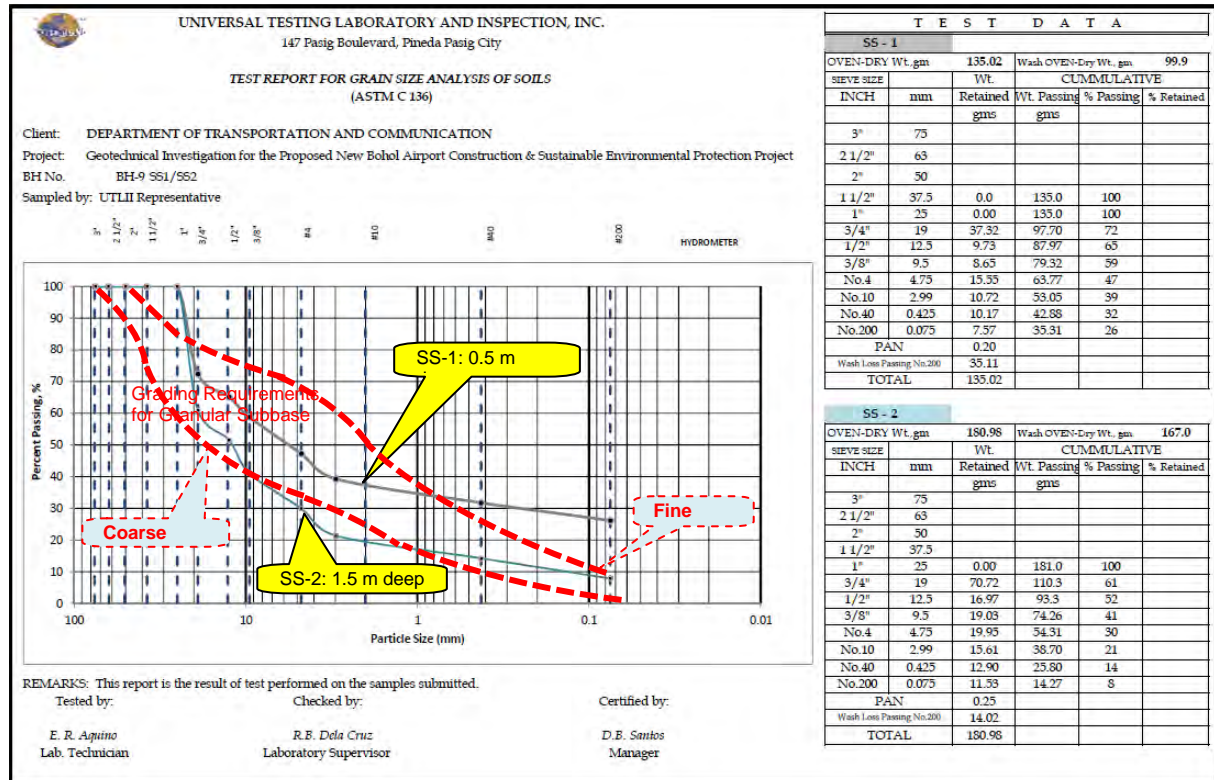 UNIVERSAL TESTING LABORATORY AND INSPECTION, INC.
147 Pasig Boulevard, Pineda Pasig City
TEST REPORT FOR GRAIN SIZE ANALYSIS OF SOILS
(ASTM C 136)
Client: DEPARTMENT OF TRANSPORTATION AND COMMUNICATION
Project: Geotechnical Investigation for the Proposed New Bohol Airport Construction & Sustainable Environmental Protection Project
BH No. BH-9 SS1/SS2
Sampled by: UTLII Representative
3" 2 1/2" 2" 1 1/2" 1" 3/4" 1/2" 3/8" #4 #10 #40 #200 HYDROMETER
Percent Passing, %
100
90
80
70
60
50
40
30
20
10
0
SS-1: 0.5 m
Grading Requirements
for Granular Subbase
Coarse
Fine
SS-2: 1.5 m deep
100 10 1 0.1 0.01
Particle Size (mm)
REMARKS: This report is the result of test performed on the samples submitted.
Tested by: Checked by: Certified by:
E. R. Aquino R.B. Dela Cruz D.B. Santos
Lab. Technician Laboratory Supervisor Manager
T E S T D A T A
SS - 1
OVEN-DRY Wt.,gm 135.02 Wash OVEN-Dry Wt., gm 99.9
SIEVE SIZE Wt. CUMMULATIVE
INCH mm Retained Wt. Passing % Passing % Retained
gms gms
3" 75
2 1/2" 63
2" 50
1 1/2" 37.5 0.0 135.0 100
1" 25 0.00 135.0 100
3/4" 19 37.32 97.70 72
1/2" 12.5 9.73 87.97 65
3/8" 9.5 8.65 79.32 59
No.4 4.75 15.55 63.77 47
No.10 2.99 10.72 53.05 39
No.40 0.425 10.17 42.88 32
No.200 0.075 7.57 35.31 26
PAN 0.20
Wash Loss Passing No.200 35.11
TOTAL 135.02
SS - 2
OVEN-DRY Wt.,gm 180.98 Wash OVEN-Dry Wt., gm 167.0
SIEVE SIZE Wt. CUMMULATIVE
INCH mm Retained Wt. Passing % Passing % Retained
gms gms
3" 75
2 1/2" 63
2" 50
1 1/2" 37.5
1" 25 0.00 181.0 100
3/4" 19 70.72 110.3 61
1/2" 12.5 16.97 93.3 52
3/8" 9.5 19.03 74.26 41
No.4 4.75 19.95 54.31 30
No.10 2.99 15.61 38.70 21
No.40 0.425 12.90 25.80 14
No.200 0.075 11.53 14.27 8
PAN 0.25
Wash Loss Passing No.200 14.02
TOTAL 180.98